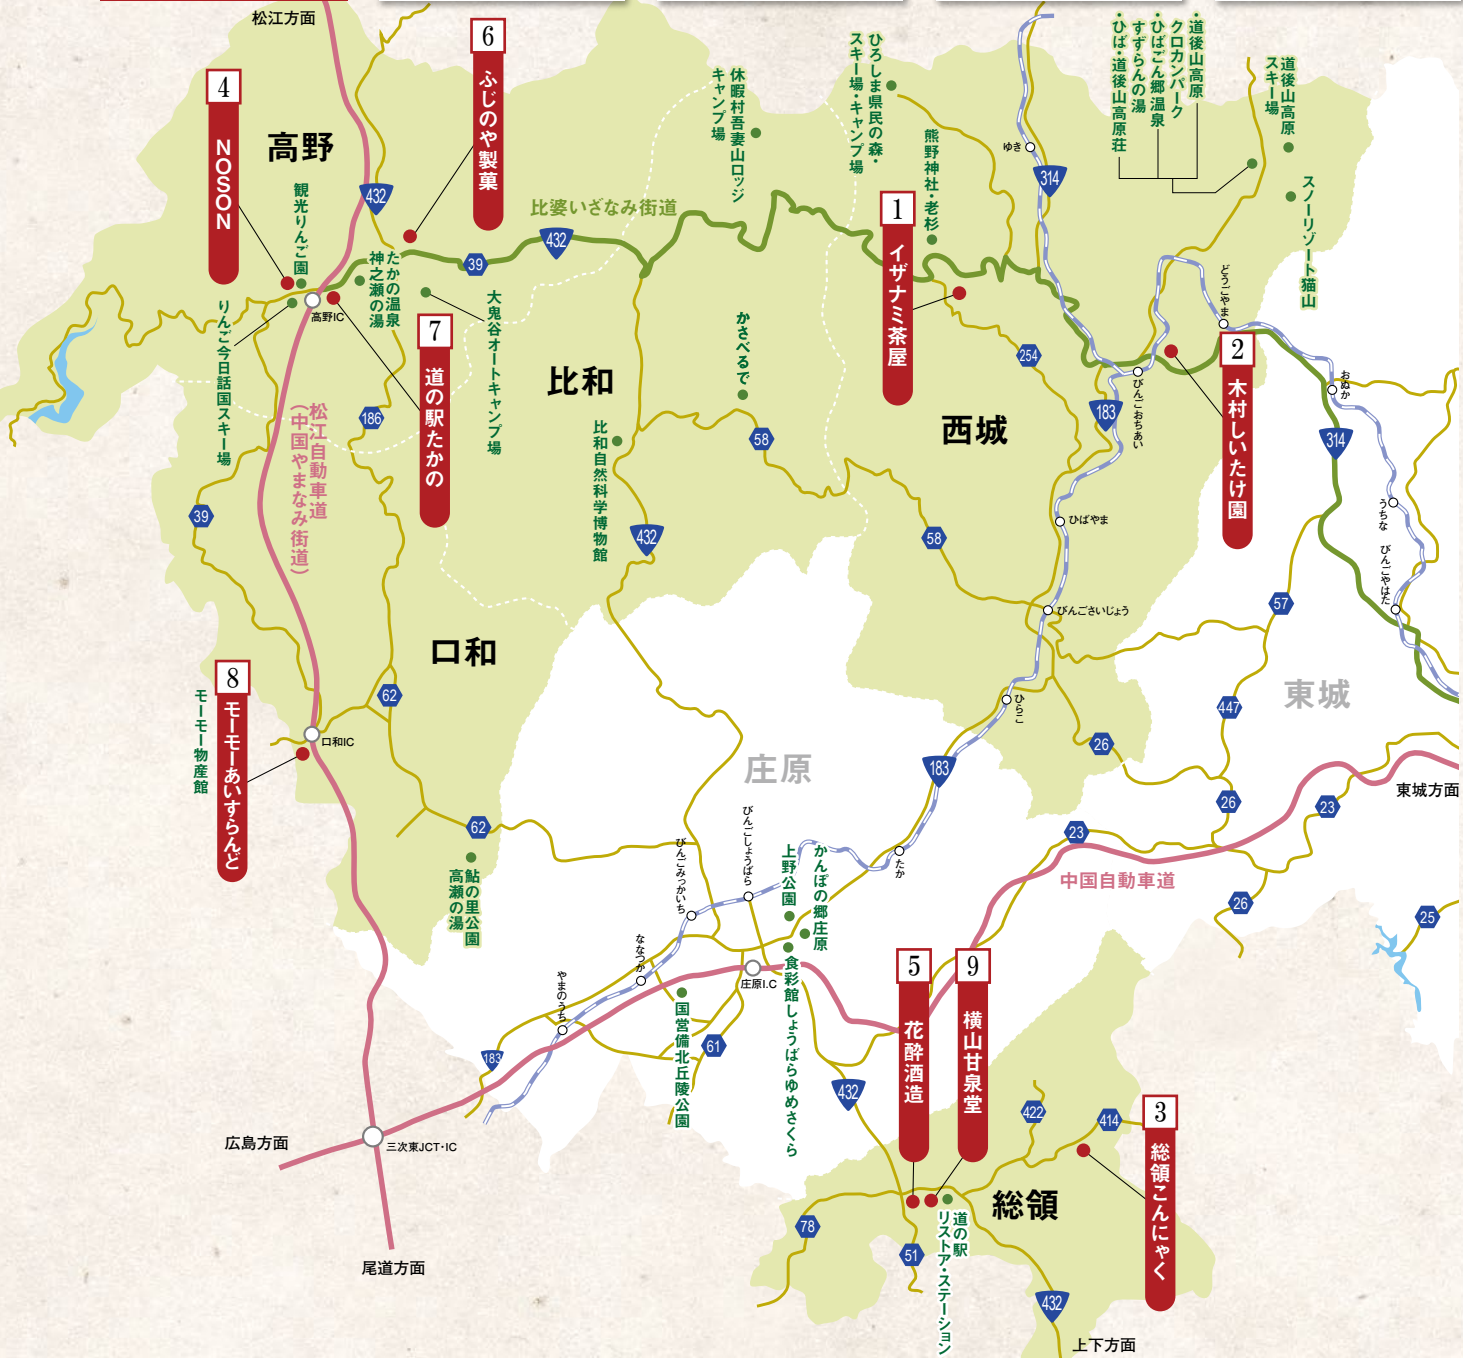 松江方面
6
ふじのや製菓
4
NOSON
高野
観光りんご園
432
たかの温泉
神之瀬の湯
高野IC
りんご今日話国スキー場
7
道の駅たかの
大鬼谷オートキャンプ場
39
432
比婆いざなみ街道
休暇村吾妻山ロッジ
キャンプ場
ひろしま県民の森・
スキー場・キャンプ場
熊野神社・老杉
1
イザナミ茶屋
ゆき
314
・道後山高原
クロカンパーク
・ひばごん郷温泉
すずらんの湯
・ひば・道後山高原荘
道後山高原
スキー場
スノーリゾート猫山
どうごやま
2
木村しいたけ園
254
183
びんごおちあい
おぬか
314
うちな
びんごやはた
比和
かさべるで
58
比和自然科学博物館
432
西城
58
ひばやま
びんごさいじょう
ひらこ
186
松江自動車道
(中国やまなみ街道)
39
口和
62
8
モーモーあいすらんど
モーモー物産館
口和IC
62
鮎の里公園
高瀬の湯
57
東城
447
26
26
23
23
東城方面
中国自動車道
26
25
庄原
183
たか
びんごしょうばら
びんごみっかいち
ななつか
やまのうち
上野公園
かんぽの郷庄原
食彩館しょうばらゆめさくら
庄原I.C
国営備北丘陵公園
61
183
432
5
花酔酒造
9
横山甘泉堂
422
414
3
総領こんにゃく
総領
78
51
道の駅
リストア・ステーション
432
上下方面
広島方面
三次東JCT・IC
尾道方面